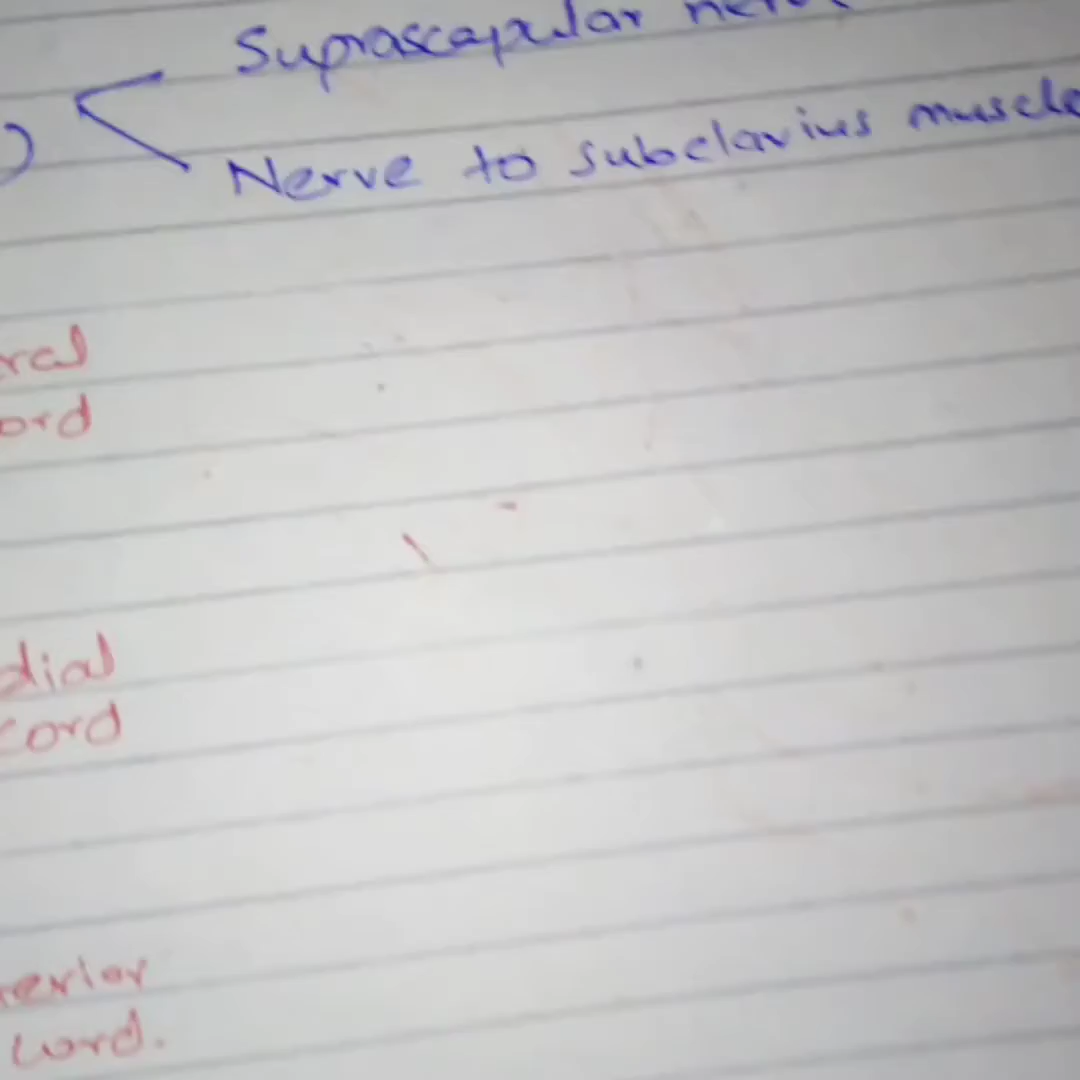 Suprascapular
Nerve to subclavius muscle
ral
ord
dial
cord
erior
cord.